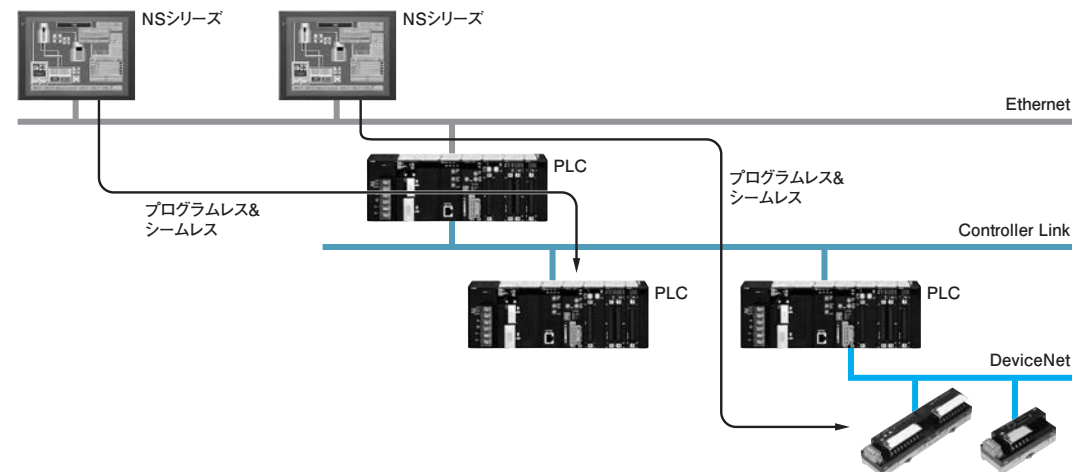 NSシリーズ
NSシリーズ
Ethernet
PLC
プログラムレス&
シームレス
プログラムレス&
シームレス
Controller Link
PLC
PLC
DeviceNet